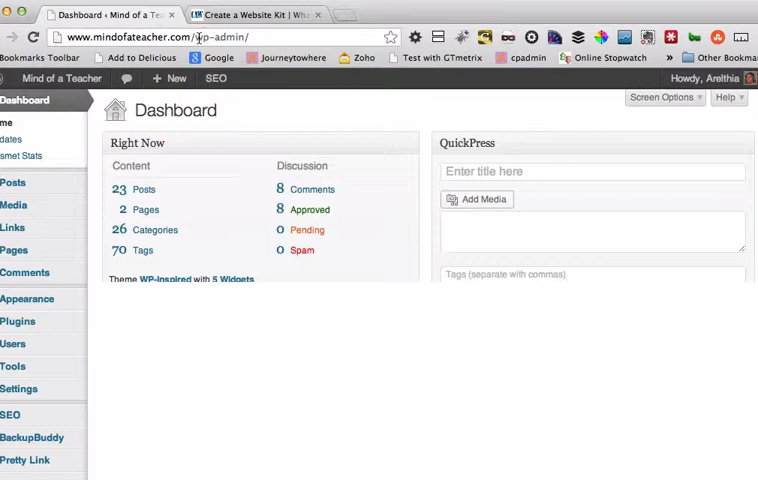 Dashboard ‹ Mind of a Tea × Create a Website Kit | Wha ×
www.mindofateacher.com/wp-admin/
Bookmarks Toolbar Add to Delicious Google Journeytowhere Zoho Test with GTmetrix cpadmin Online Stopwatch » Other Bookma
Mind of a Teacher + New SEO Howdy, Arelthia
Dashboard
Screen Options Help
me
dates
smet Stats
Posts
Media
Links
Pages
Comments
Appearance
Plugins
Users
Tools
Settings
SEO
BackupBuddy
Pretty Link
Dashboard
Right Now
Content Discussion
23 Posts 8 Comments
2 Pages 8 Approved
26 Categories 0 Pending
70 Tags 0 Spam
Theme WP-Inspired with 5 Widgets
QuickPress
Enter title here
Add Media
Tags (separate with commas)